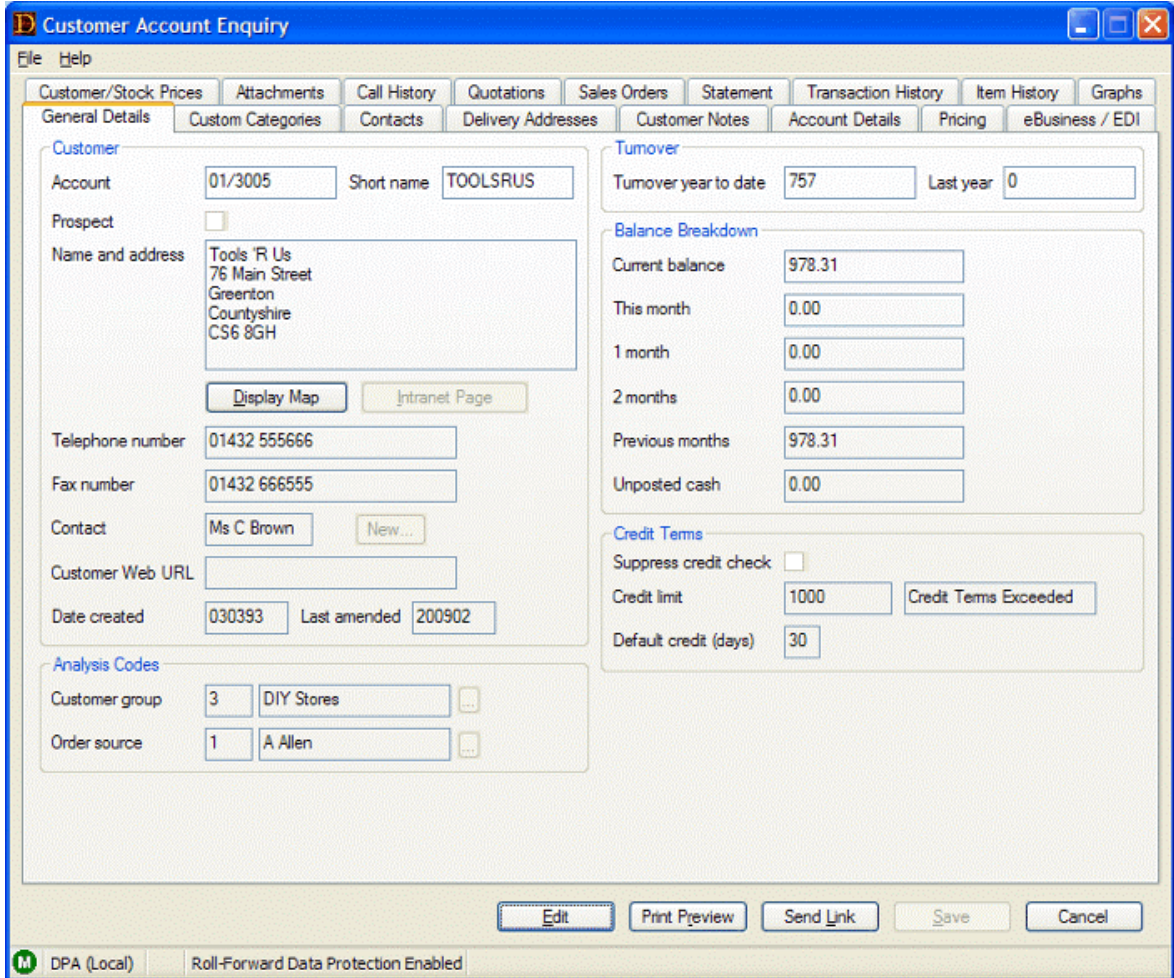 Customer Account Enquiry
File Help
Customer/Stock Prices Attachments Call History Quotations Sales Orders Statement Transaction History Item History Graphs
General Details Custom Categories Contacts Delivery Addresses Customer Notes Account Details Pricing eBusiness / EDI
Customer
Account 01/3005 Short name TOOLSRUS
Prospect
Name and address Tools 'R Us
76 Main Street
Greenton
Countyshire
CS6 8GH
Display Map Intranet Page
Telephone number 01432 555666
Fax number 01432 666555
Contact Ms C Brown New...
Customer Web URL
Date created 030393 Last amended 200902
Analysis Codes
Customer group 3 DIY Stores ...
Order source 1 A Allen ...
Turnover
Turnover year to date 757 Last year 0
Balance Breakdown
Current balance 978.31
This month 0.00
1 month 0.00
2 months 0.00
Previous months 978.31
Unposted cash 0.00
Credit Terms
Suppress credit check
Credit limit 1000 Credit Terms Exceeded
Default credit (days) 30
Edit Print Preview Send Link Save Cancel
M DPA (Local) Roll-Forward Data Protection Enabled